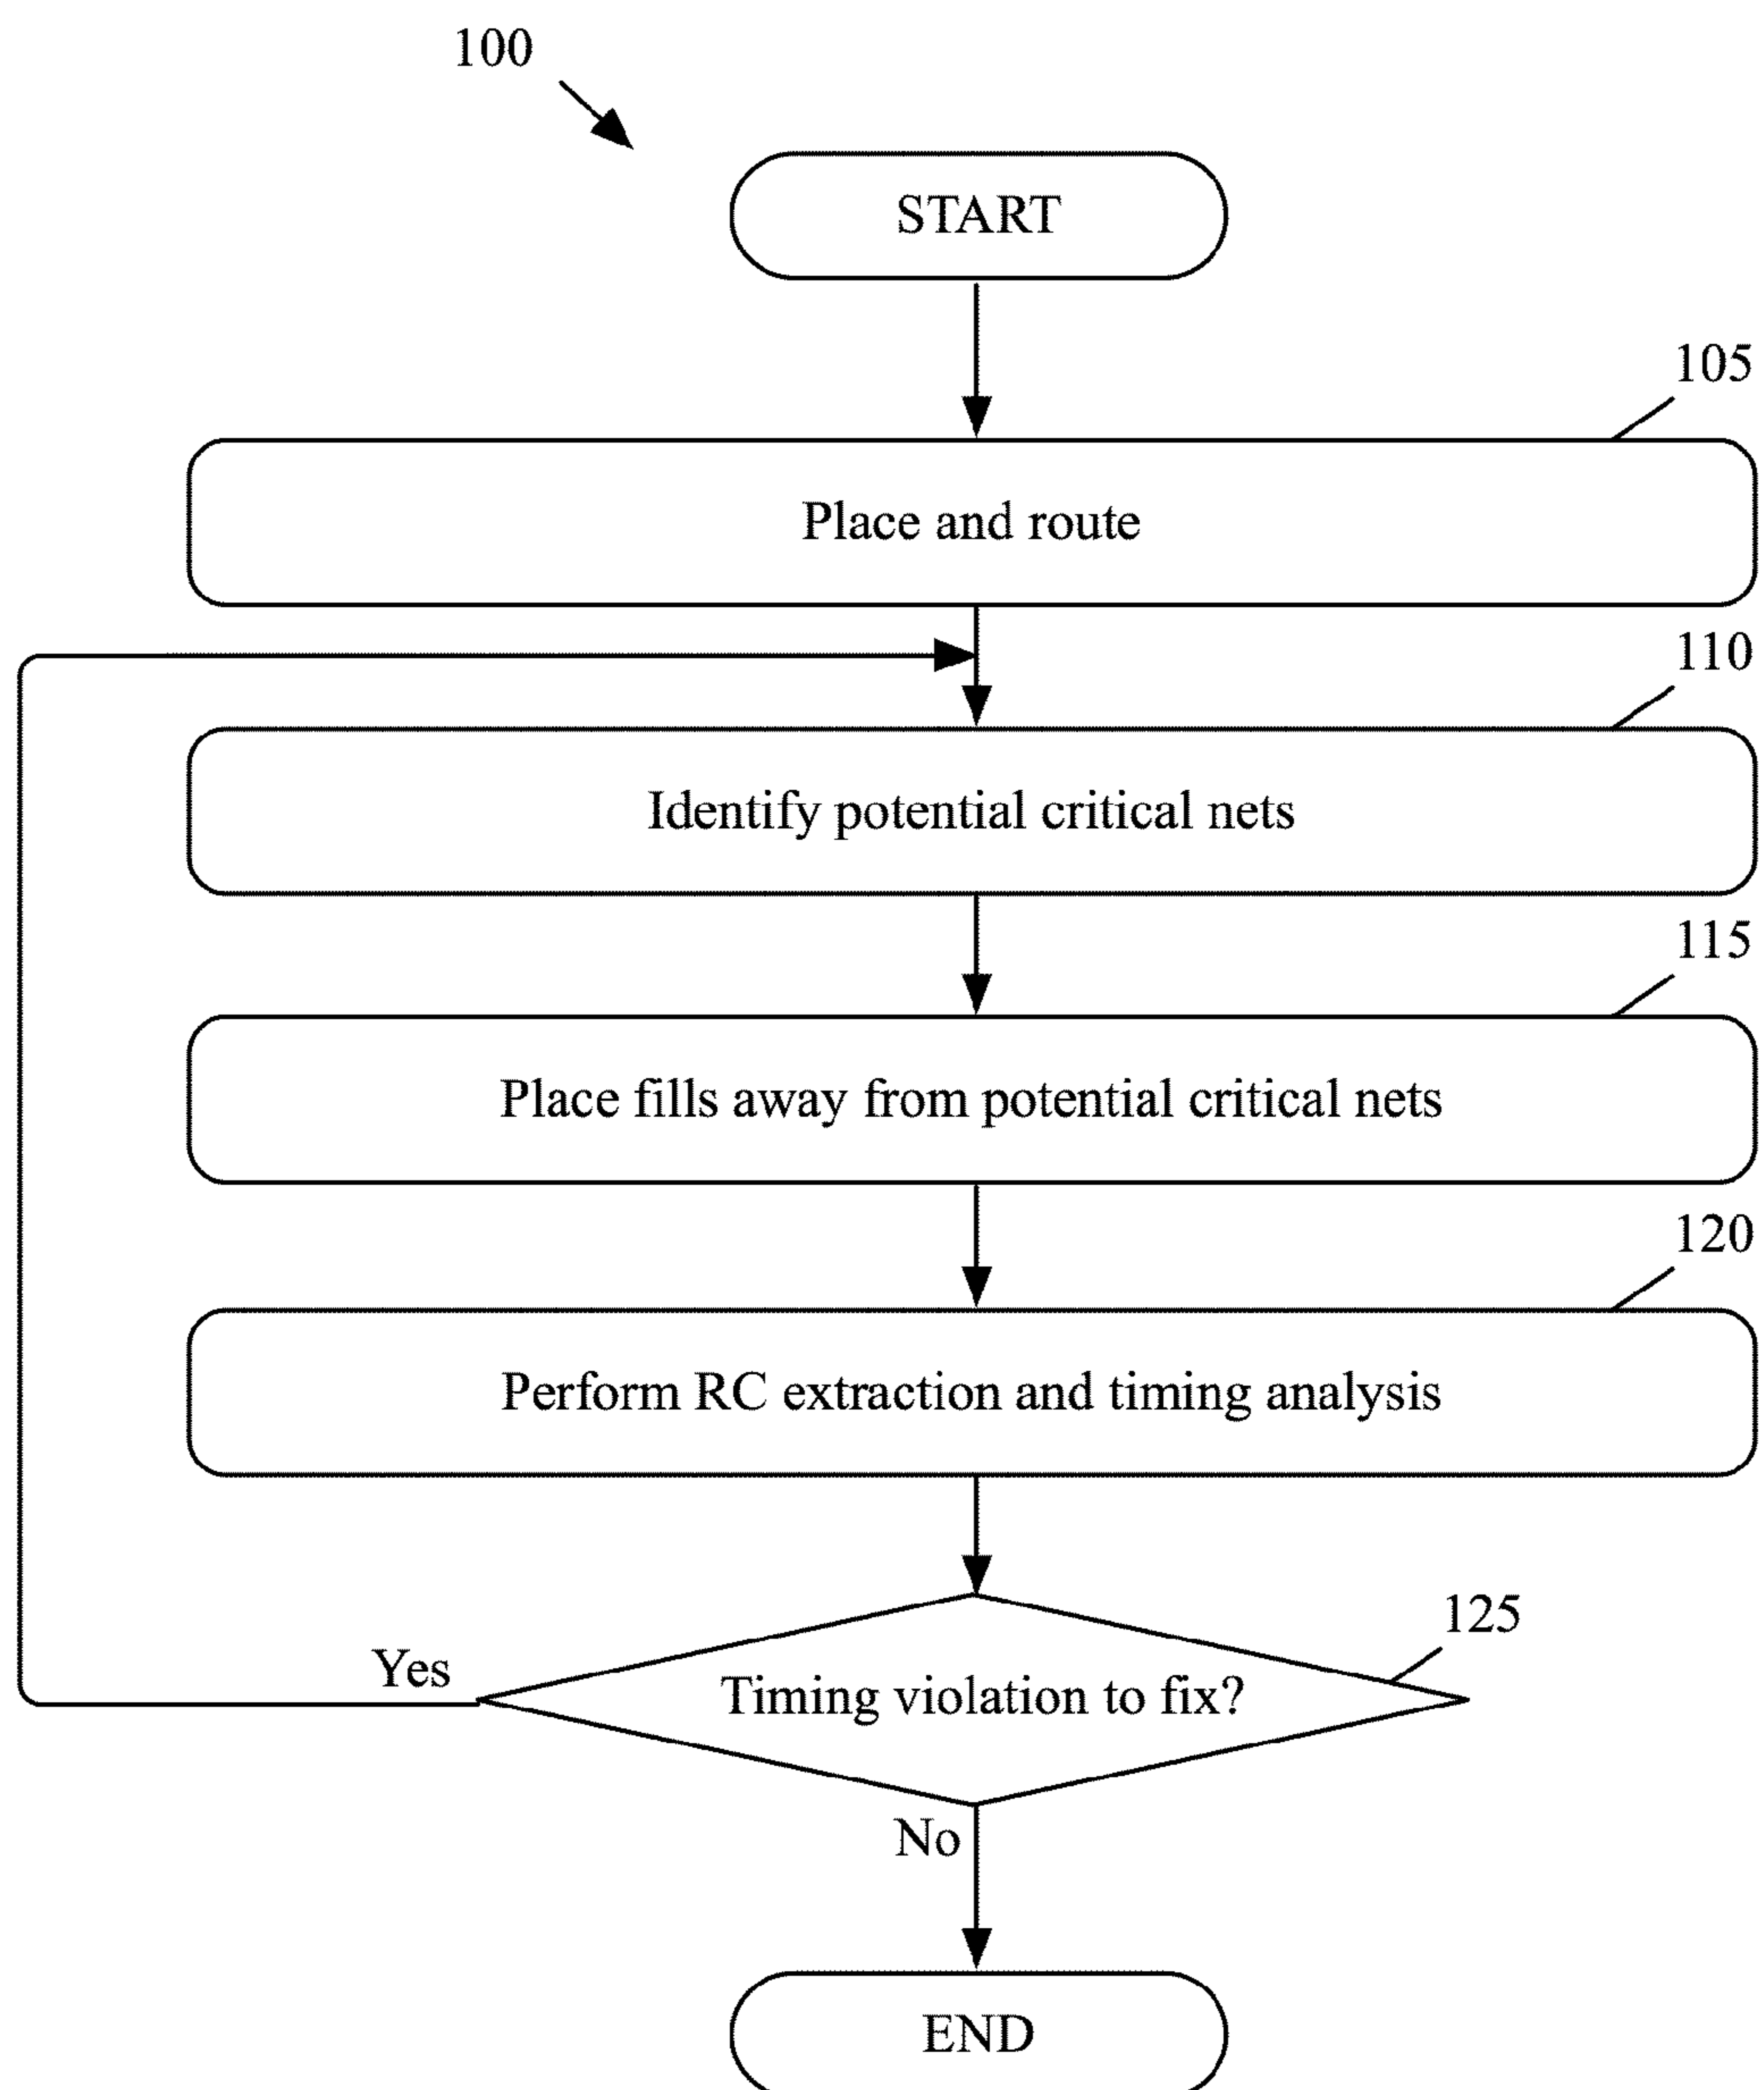 100
START
105
Place and route
110
Identify potential critical nets
115
Place fills away from potential critical nets
120
Perform RC extraction and timing analysis
125
Yes
Timing violation to fix?
No
END